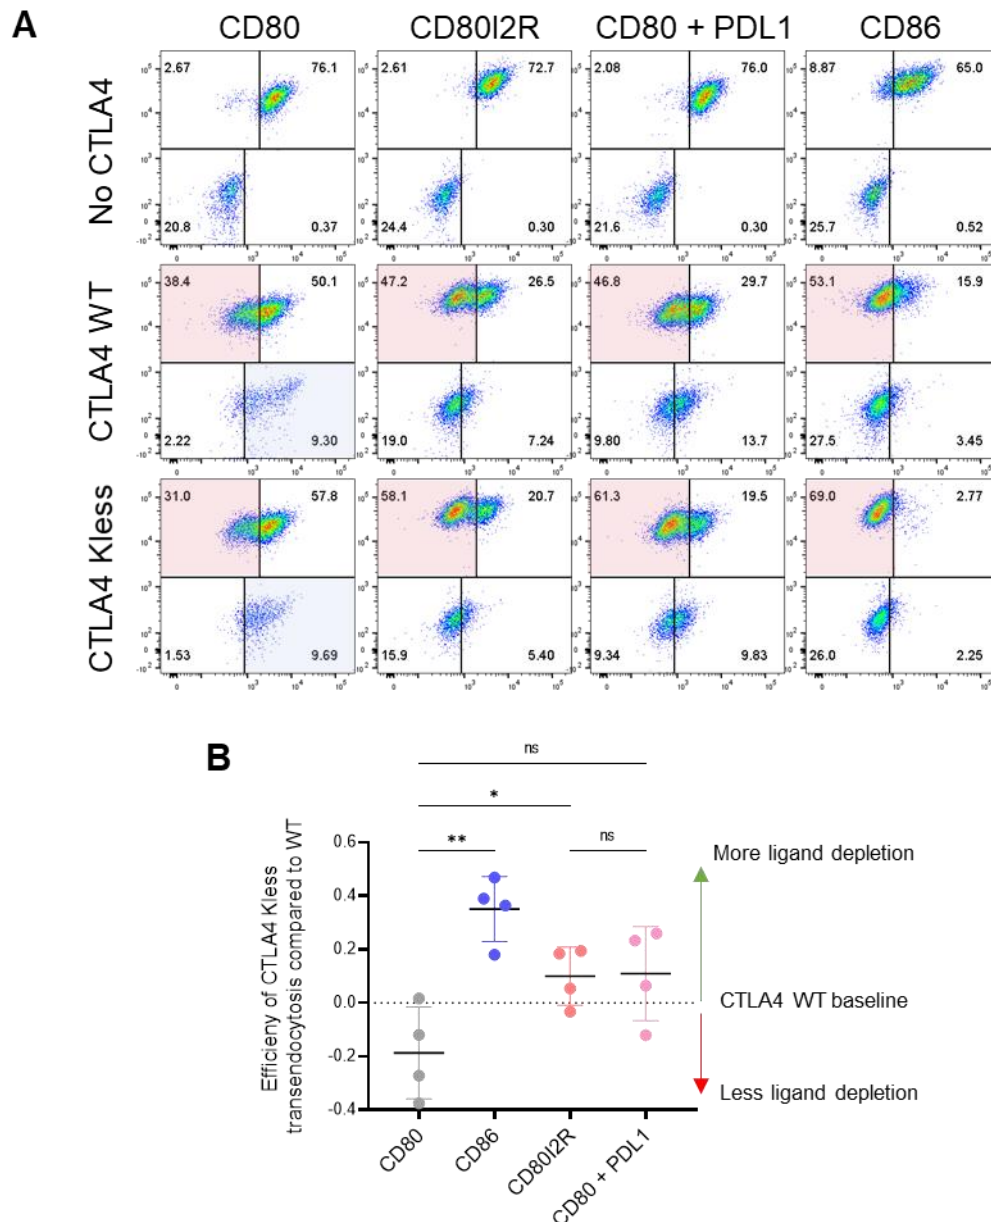 A
CD80 CD80I2R CD80 + PDL1 CD86
No CTLA4
2.67 76.1 2.61 72.7 2.08 76.0 8.87 65.0
20.8 0.37 24.4 0.30 21.6 0.30 25.7 0.52
CTLA4 WT
38.4 50.1 47.2 26.5 46.8 29.7 53.1 15.9
2.22 9.30 19.0 7.24 9.80 13.7 27.5 3.45
CTLA4 Kless
31.0 57.8 58.1 20.7 61.3 19.5 69.0 2.77
1.53 9.69 15.9 5.40 9.34 9.83 26.0 2.25
B
ns
*
** ns
Efficieny of CTLA4 Kless
transendocytosis compared to WT
0.6
0.4
0.2
0.0
-0.2
-0.4
More ligand depletion
CTLA4 WT baseline
Less ligand depletion
CD80 CD86 CD80I2R CD80 + PDL1